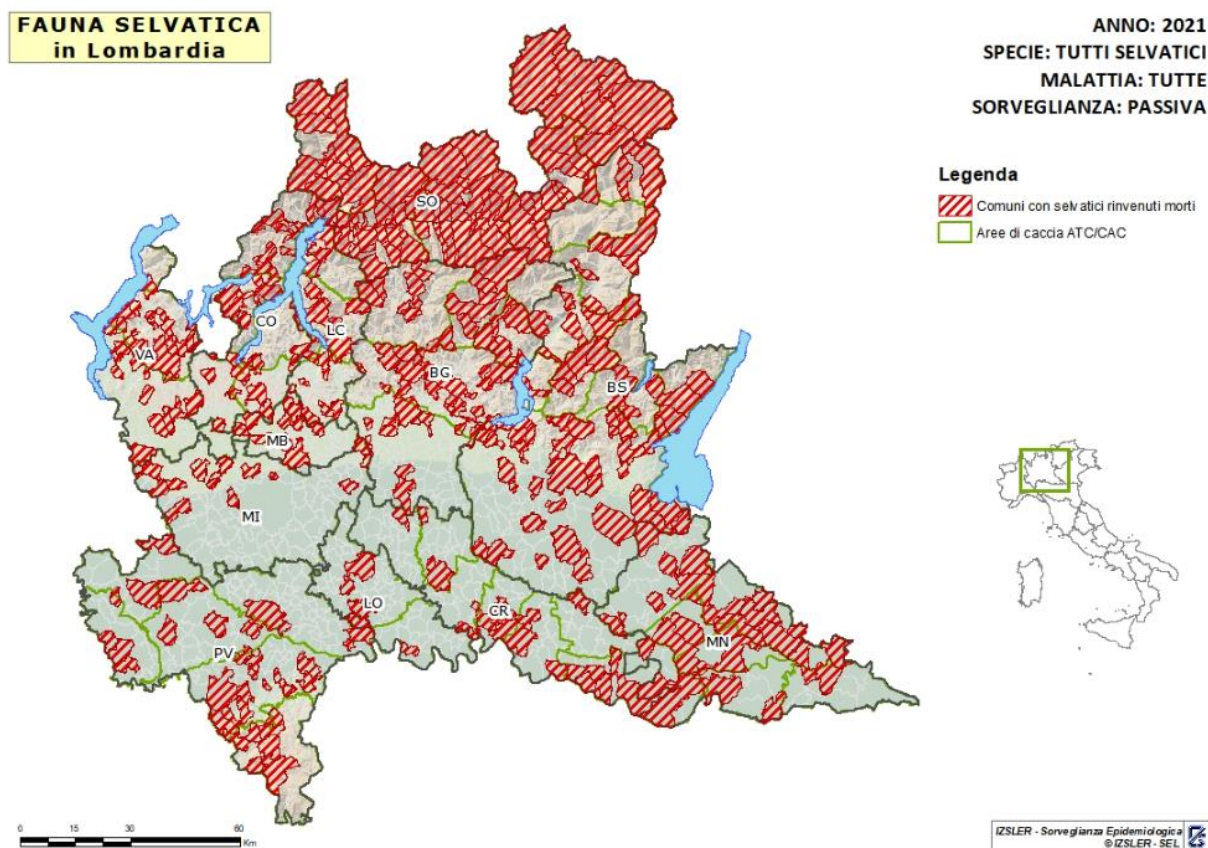 FAUNA SELVATICA
in Lombardia
ANNO: 2021
SPECIE: TUTTI SELVATICI
MALATTIA: TUTTE
SORVEGLIANZA: PASSIVA
Legenda
Comuni con selvatici rinvenuti morti
Aree di caccia ATC/CAC
SO
CO
LC
VA
BG
BS
MB
MI
LO
CR
PV
MN
0 15 30 60
Km
IZSLER - Sorveglianza Epidemiologica
© IZSLER - SEL